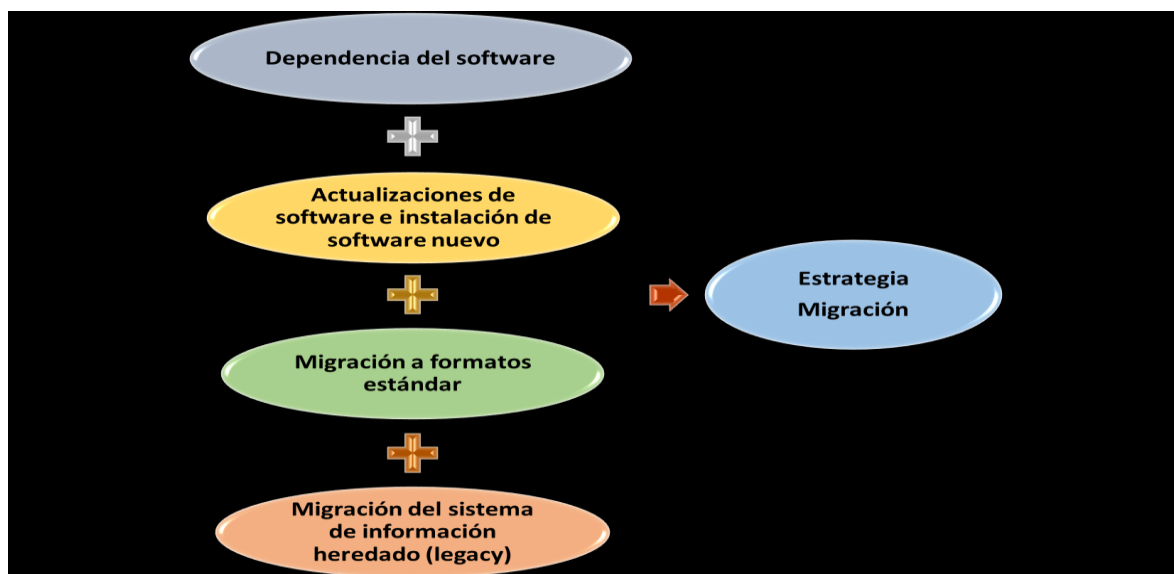 Dependencia del software
Actualizaciones de
software e instalación de
software nuevo
Migración a formatos
estándar
Migración del sistema
de información
heredado (legacy)
Estrategia
Migración